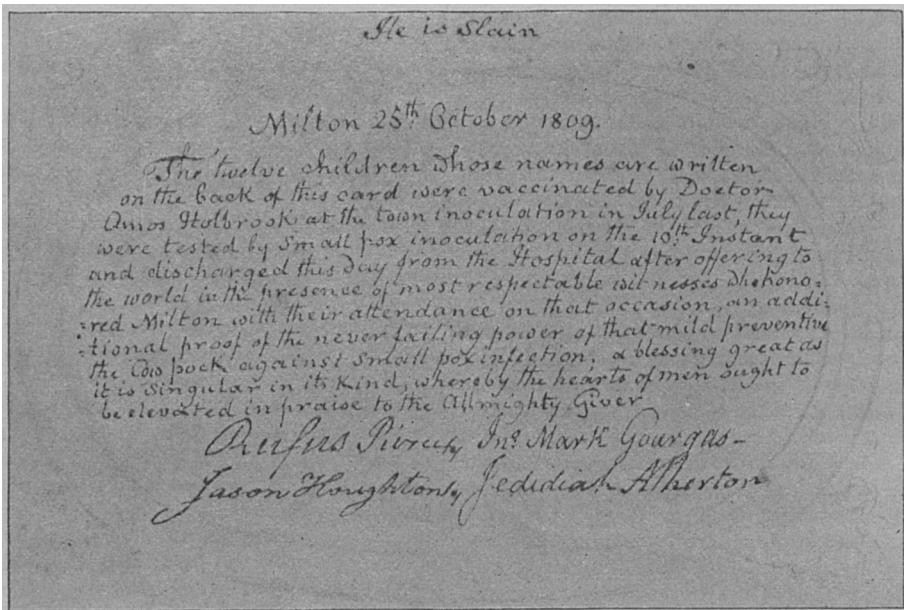 He is Slain
Milton 25th October 1809.
The twelve children whose names are written
on the back of this card were vaccinated by Doctor
Amos Holbrook at the town inoculation in July last, they
were tested by Small pox inoculation on the 10th Instant
and discharged this day from the Hospital after offering to
the world in the presence of most respectable witnesses who hono=
=red Milton with their attendance on that occasion, an addi=
=tional proof of the never failing power of that mild preventive
the Cow pock against Small pox infection. a blessing great as
it is Singular in its kind, whereby the hearts of men ought to
be elevated in praise to the Allmighty Giver
Rufus Pierce, Jno. Mark Gourgas
Jason Houghton, Jedidiah Atherton